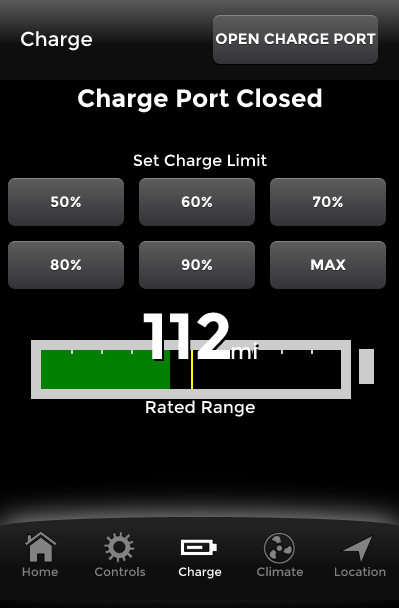 Charge
OPEN CHARGE PORT
Charge Port Closed
Set Charge Limit
50% 60% 70%
80% 90% MAX
112mi
Rated Range
Home Controls Charge Climate Location